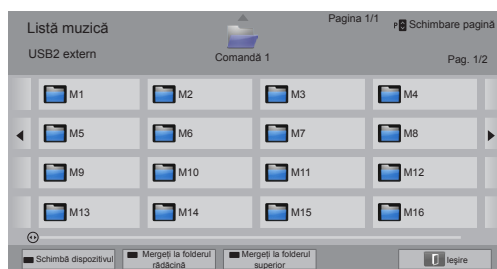 Listă muzică
USB2 extern
Comandă 1
Pagina 1/1
P Schimbare pagină
Pag. 1/2
M1 M2 M3 M4
M5 M6 M7 M8
M9 M10 M11 M12
M13 M14 M15 M16
Schimbă dispozitivul
Mergeți la folderul
rădăcină
Mergeți la folderul
superior
Ieşire